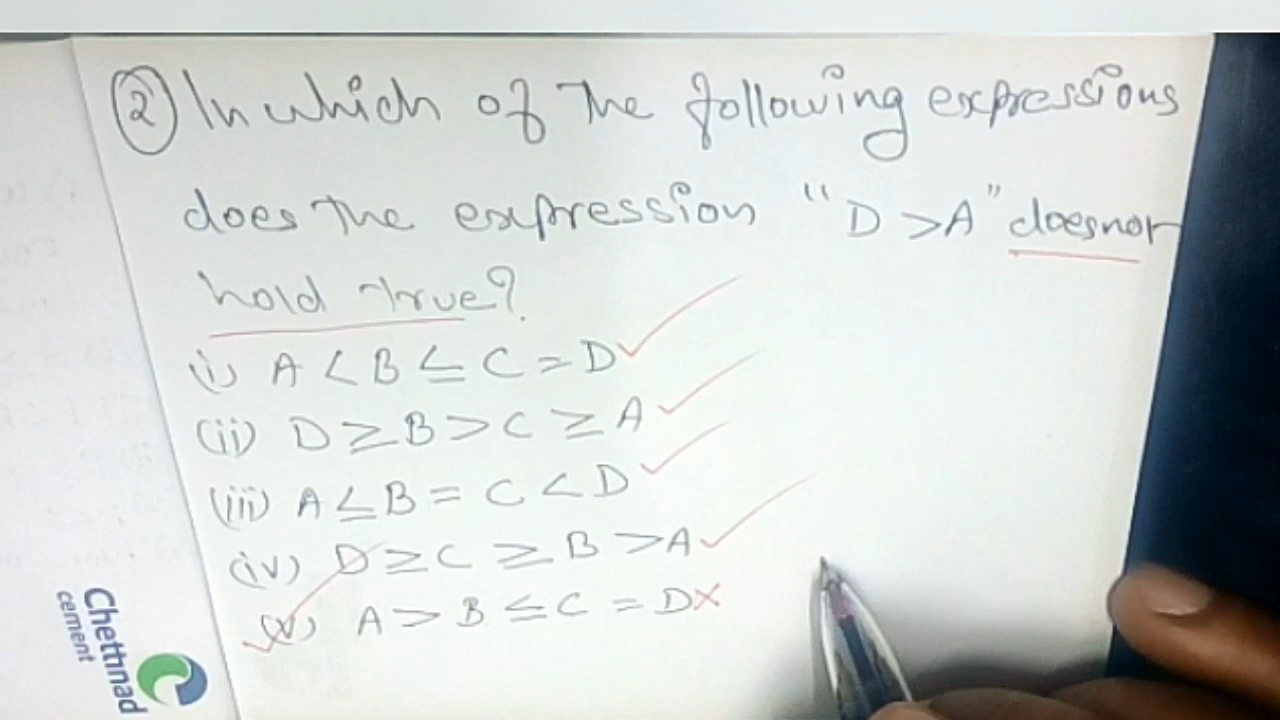 ② In which of the following expressions
does the expression "D > A" doesnot
hold true?
(i) A < B ≤ C = D
(ii) D ≥ B > C ≥ A
(iii) A ≤ B = C < D
(iv) D ≥ C ≥ B > A
(v) A > B ≤ C = D
Chettinad
cement